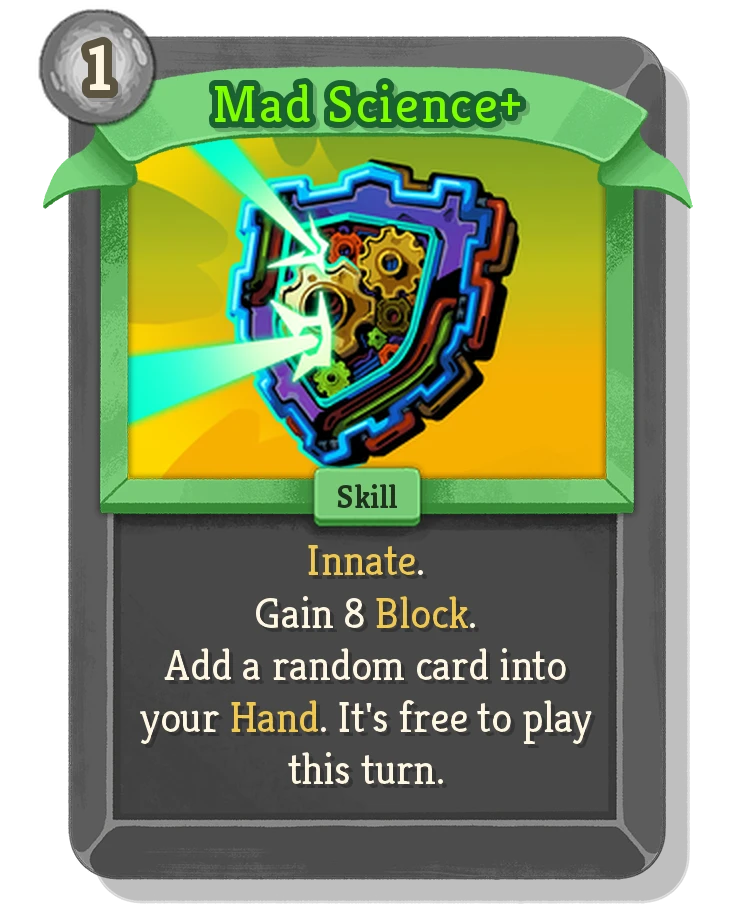 1
Mad Science+
Skill
Innate.
Gain 8 Block.
Add a random card into
your Hand. It's free to play
this turn.